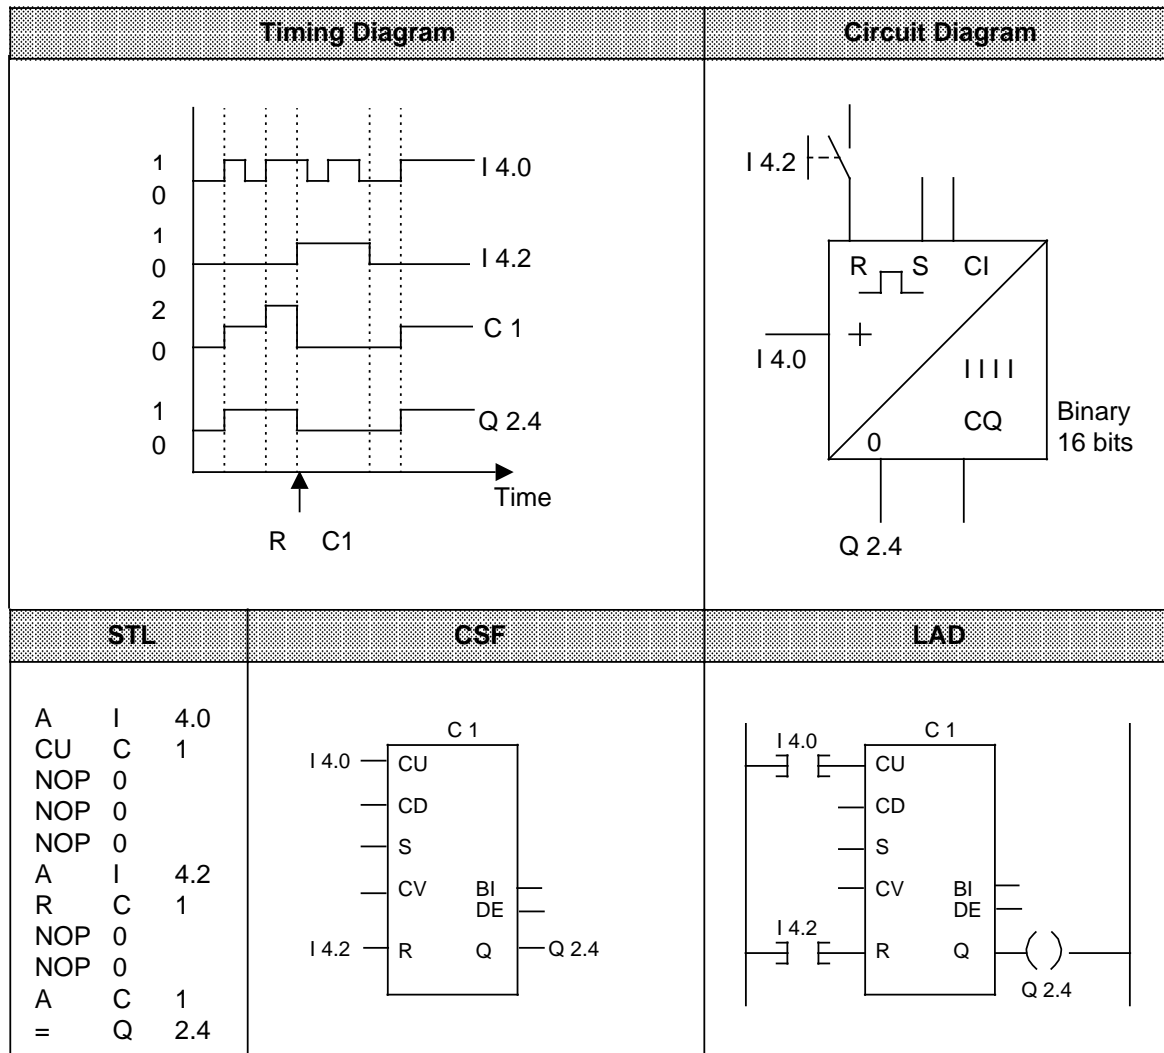 Timing Diagram
Circuit Diagram
1
0
I 4.0
1
0
I 4.2
2
0
C 1
1
0
Q 2.4
Time
R C1
I 4.2
R S CI
I 4.0
+
I I I I
CQ
0
Binary
16 bits
Q 2.4
STL
CSF
LAD
A I 4.0
CU C 1
NOP 0
NOP 0
NOP 0
A I 4.2
R C 1
NOP 0
NOP 0
A C 1
= Q 2.4
C 1
I 4.0 CU
CD
S
CV BI
DE
I 4.2 R Q Q 2.4
C 1
I 4.0
CU
CD
S
CV BI
DE
I 4.2
R Q
( )
Q 2.4